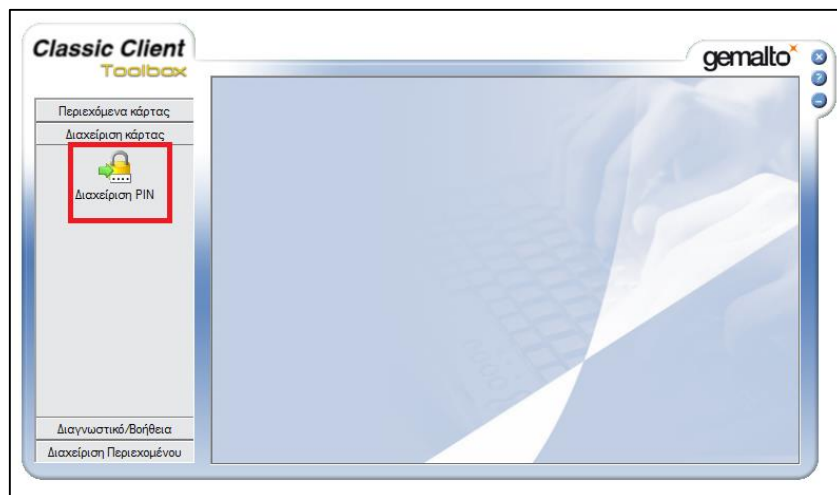 Classic Client
Toolbox
gemalto
Περιεχόμενα κάρτας
Διαχείριση κάρτας
Διαχείριση PIN
Διαγνωστικό/Βοήθεια
Διαχείριση Περιεχομένου